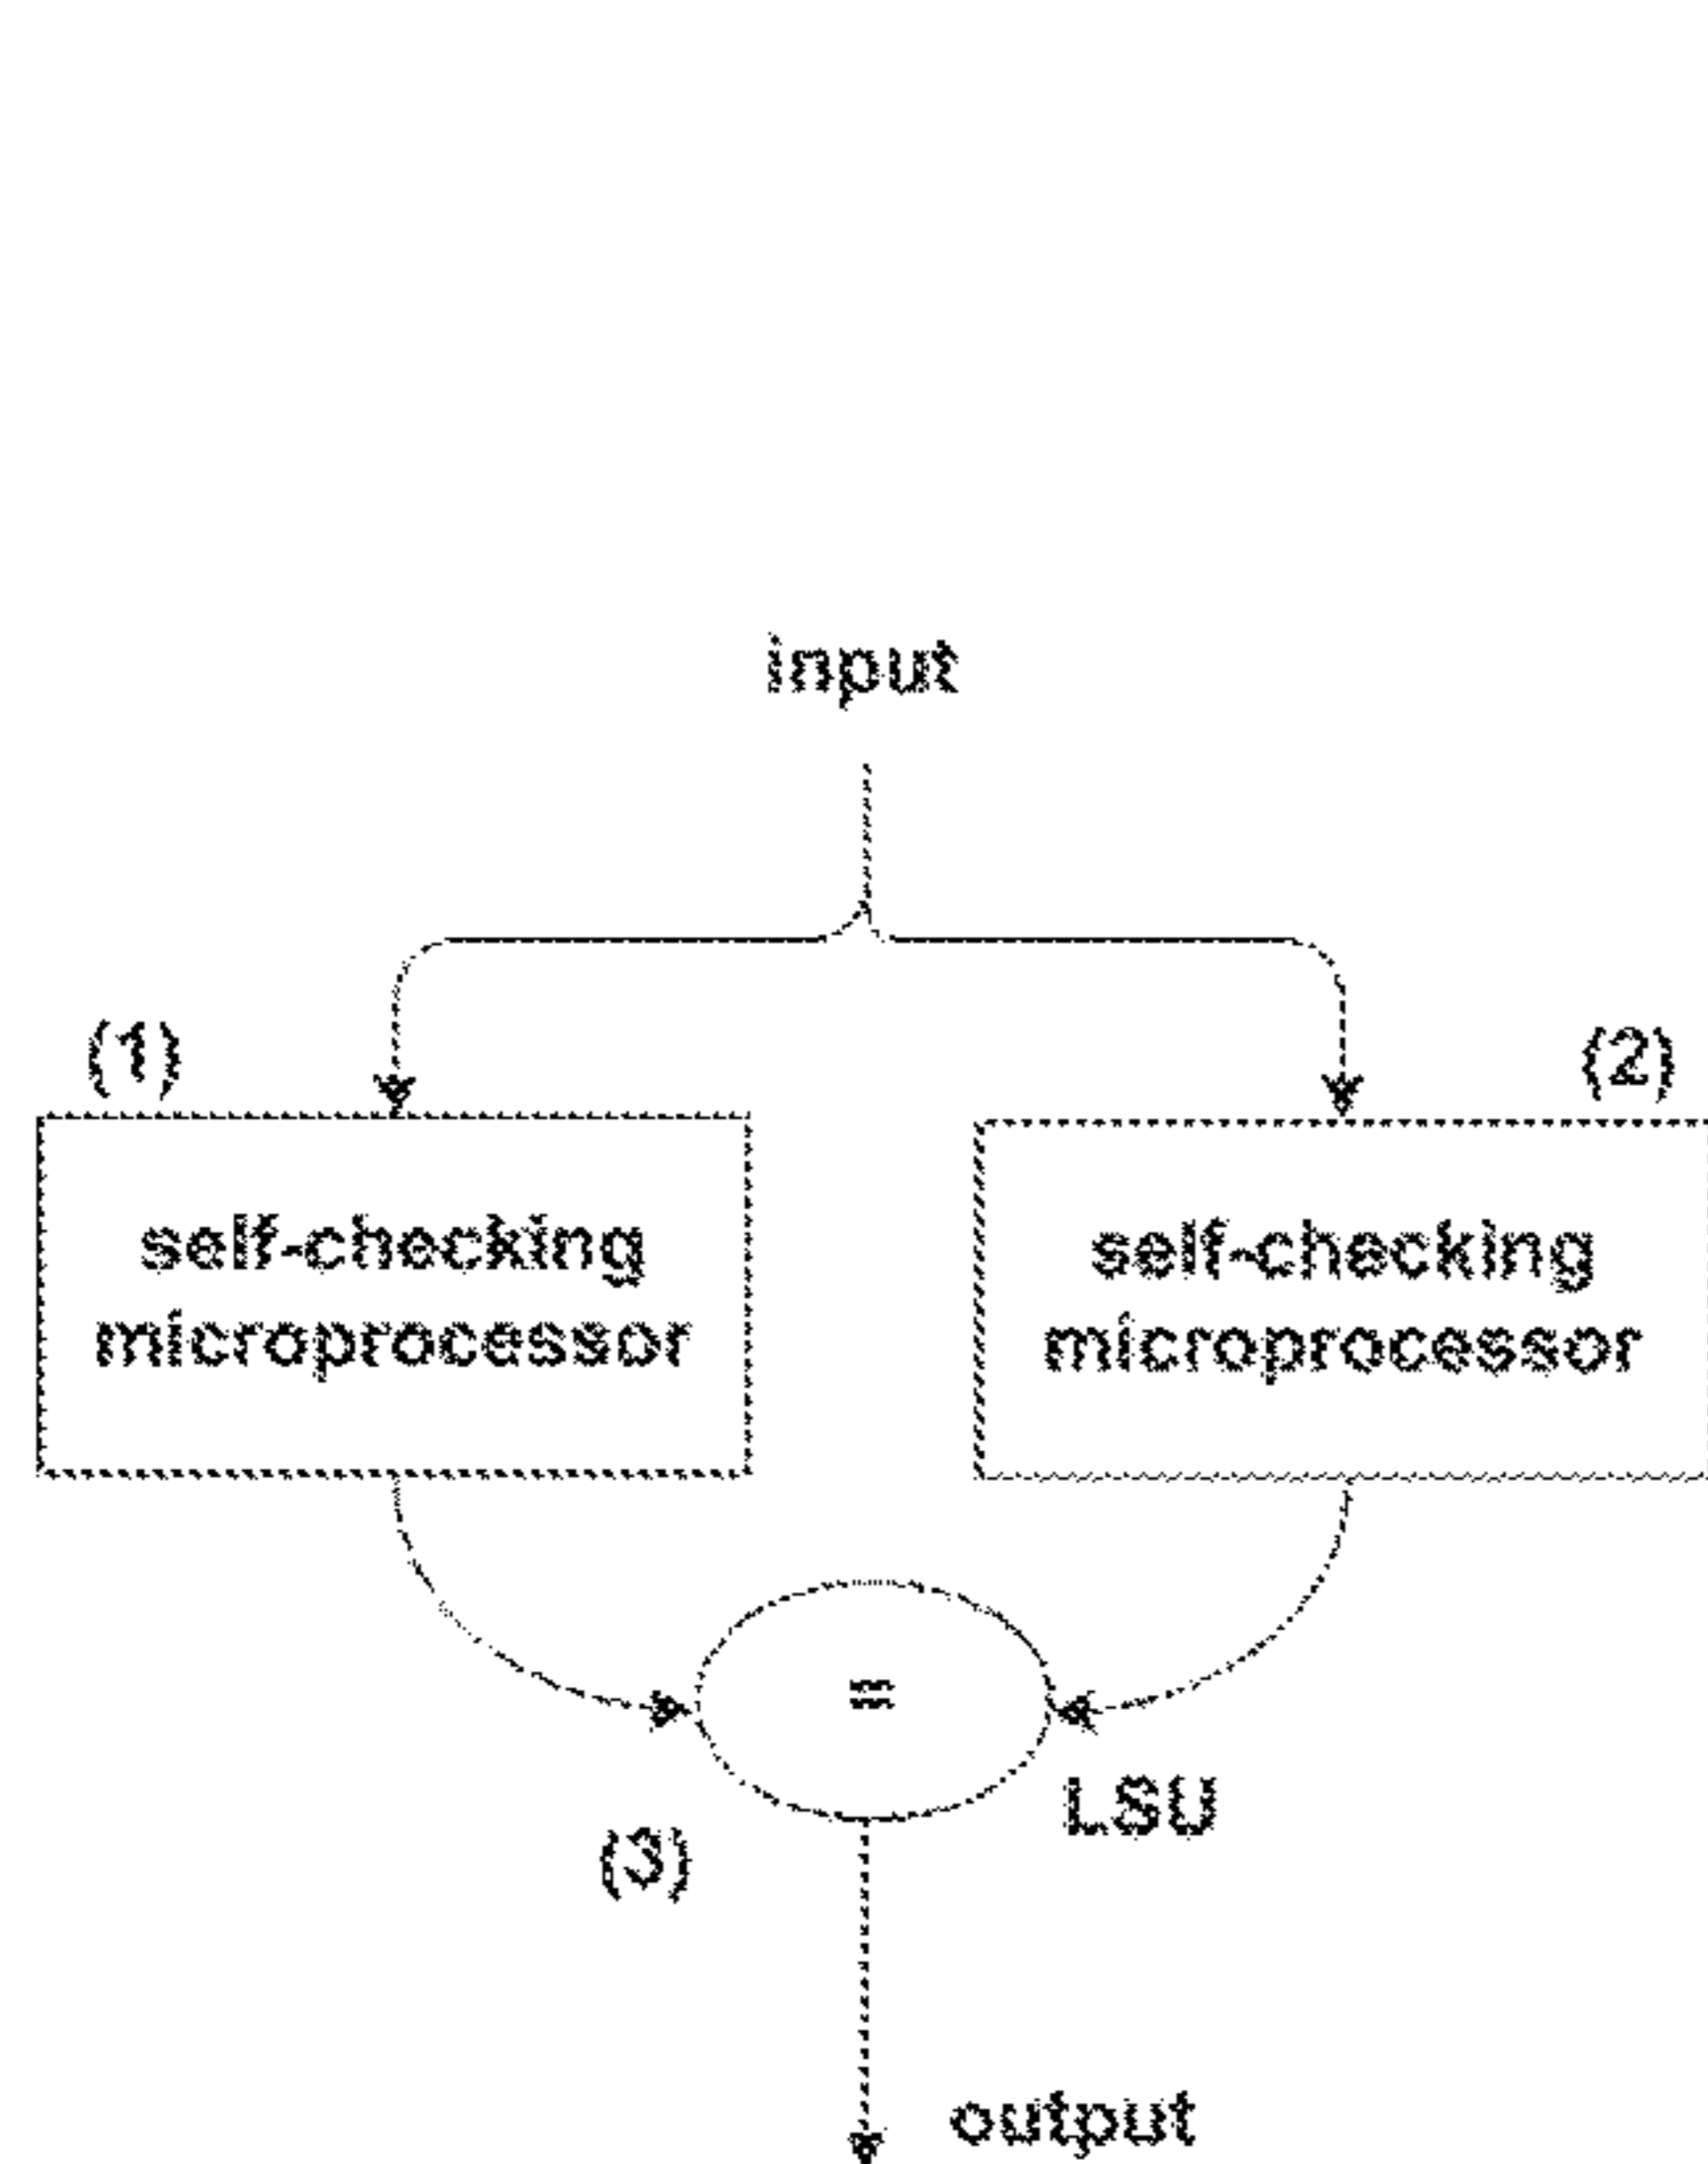 input
(1)
(2)
self-checking
microprocessor
self-checking
microprocessor
=
LSU
(3)
output